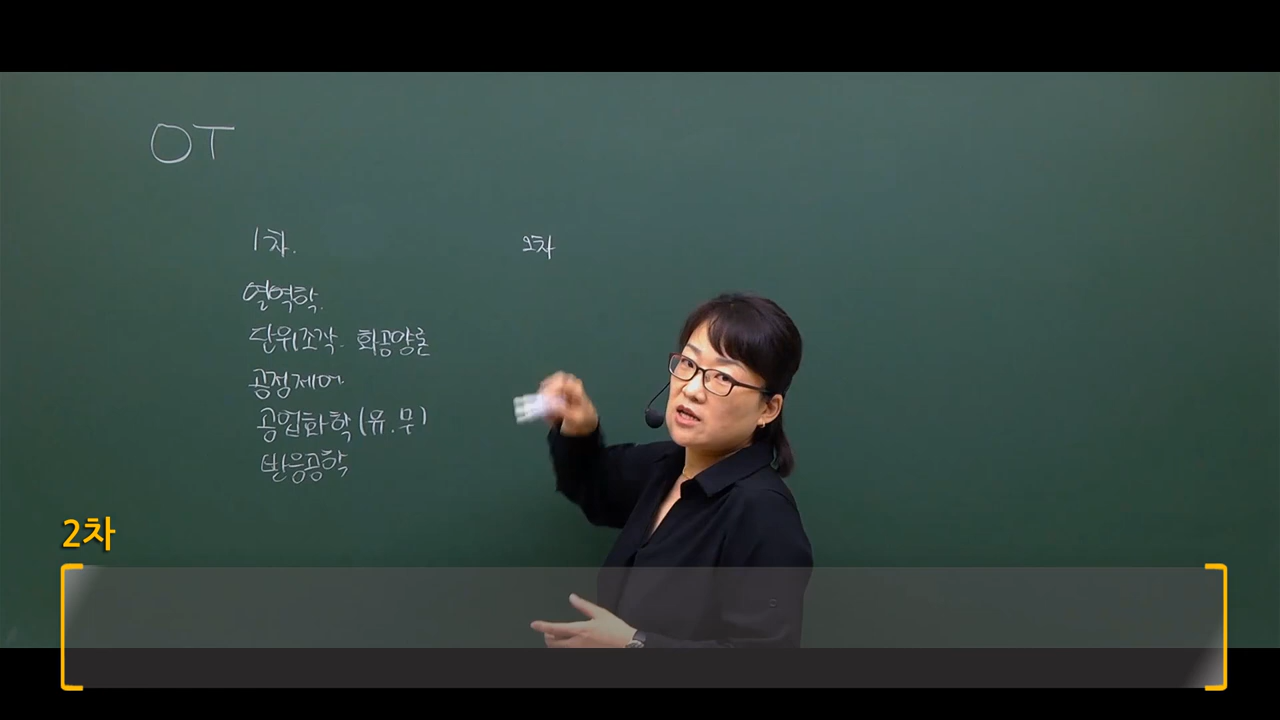 OT
1차.
2차
열역학.
단위조작. 화공양론
공정제어
공업화학 (유.무)
반응공학
2차